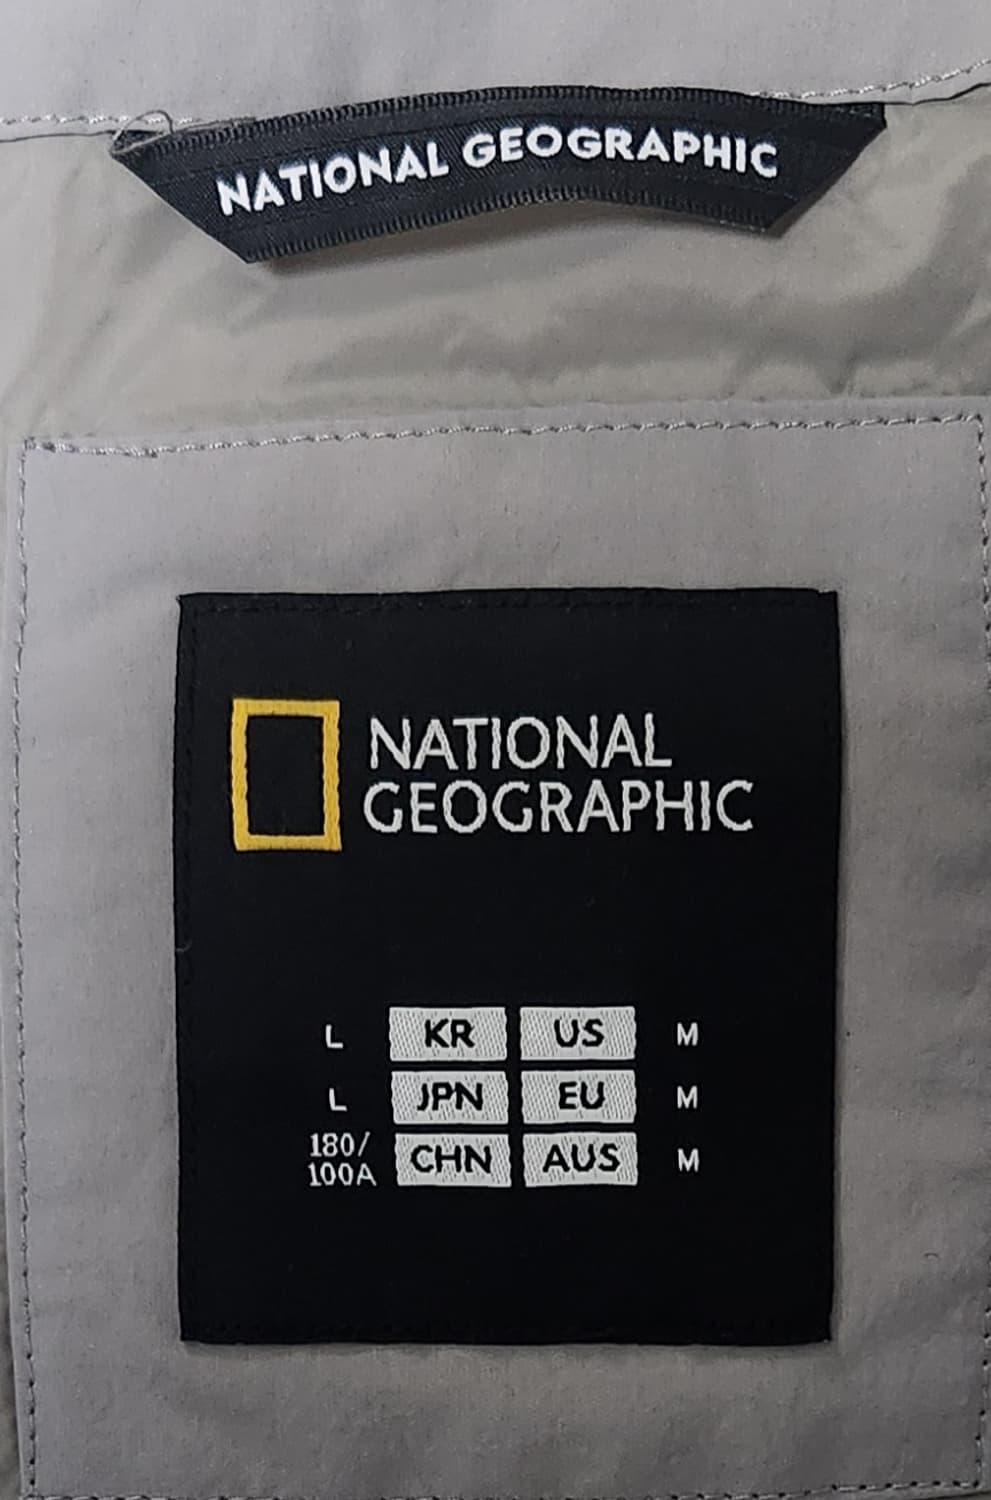 NATIONAL GEOGRAPHIC
NATIONAL
GEOGRAPHIC
L KR US M
L JPN EU M
180/
100A CHN AUS M